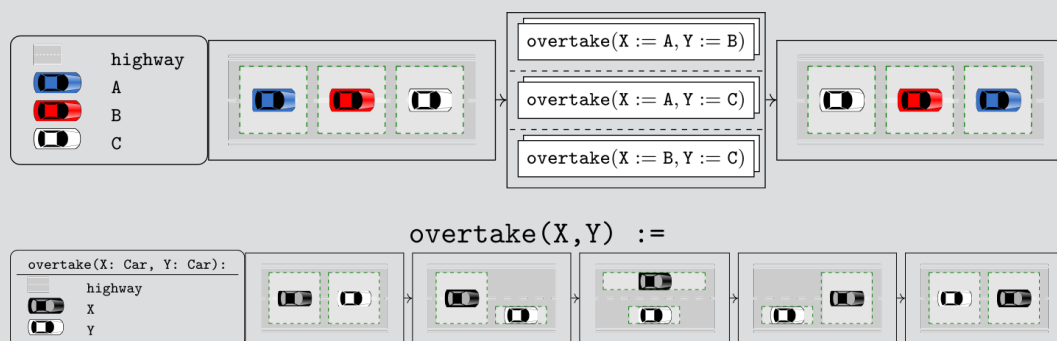 highway
A
B
C
overtake(X := A, Y := B)
overtake(X := A, Y := C)
overtake(X := B, Y := C)
overtake(X,Y) :=
overtake(X: Car, Y: Car):
highway
X
Y